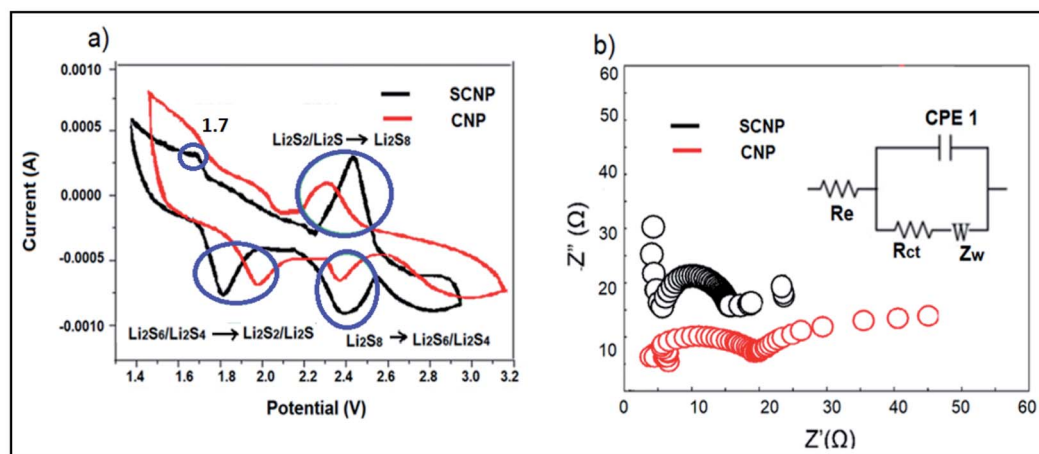 a)
0.0010
0.0005
0.0000
-0.0005
-0.0010
Current (A)
1.4 1.6 1.8 2.0 2.2 2.4 2.6 2.8 3.0 3.2
Potential (V)
SCNP
CNP
1.7
Li2S2/Li2S → Li2S8
Li2S6/Li2S4 → Li2S2/Li2S
Li2S8 → Li2S6/Li2S4
b)
60
50
40
30
20
10
-Z'' (Ω)
0 10 20 30 40 50 60
Z'(Ω)
SCNP
CNP
CPE 1
Re
Rct Zw